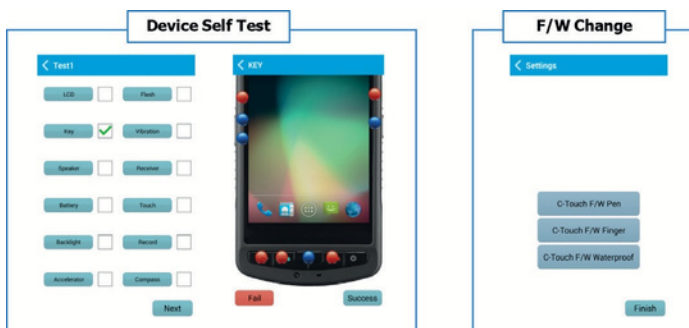 Device Self Test
F/W Change
Test1
LCD Flash
Key Vibration
Speaker Receiver
Battery Touch
Backlight Record
Accelerator Compass
Next
KEY
Fail Success
Settings
C-Touch F/W Pen
C-Touch F/W Finger
C-Touch F/W Waterproof
Finish